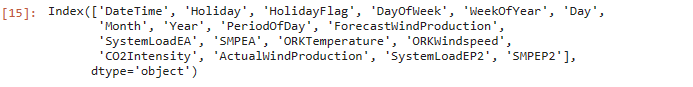 [15]: Index(['DateTime', 'Holiday', 'HolidayFlag', 'DayOfWeek', 'WeekOfYear', 'Day',
'Month', 'Year', 'PeriodOfDay', 'ForecastWindProduction',
'SystemLoadEA', 'SMPEA', 'ORKTemperature', 'ORKWindspeed',
'CO2Intensity', 'ActualWindProduction', 'SystemLoadEP2', 'SMPEP2'],
dtype='object')